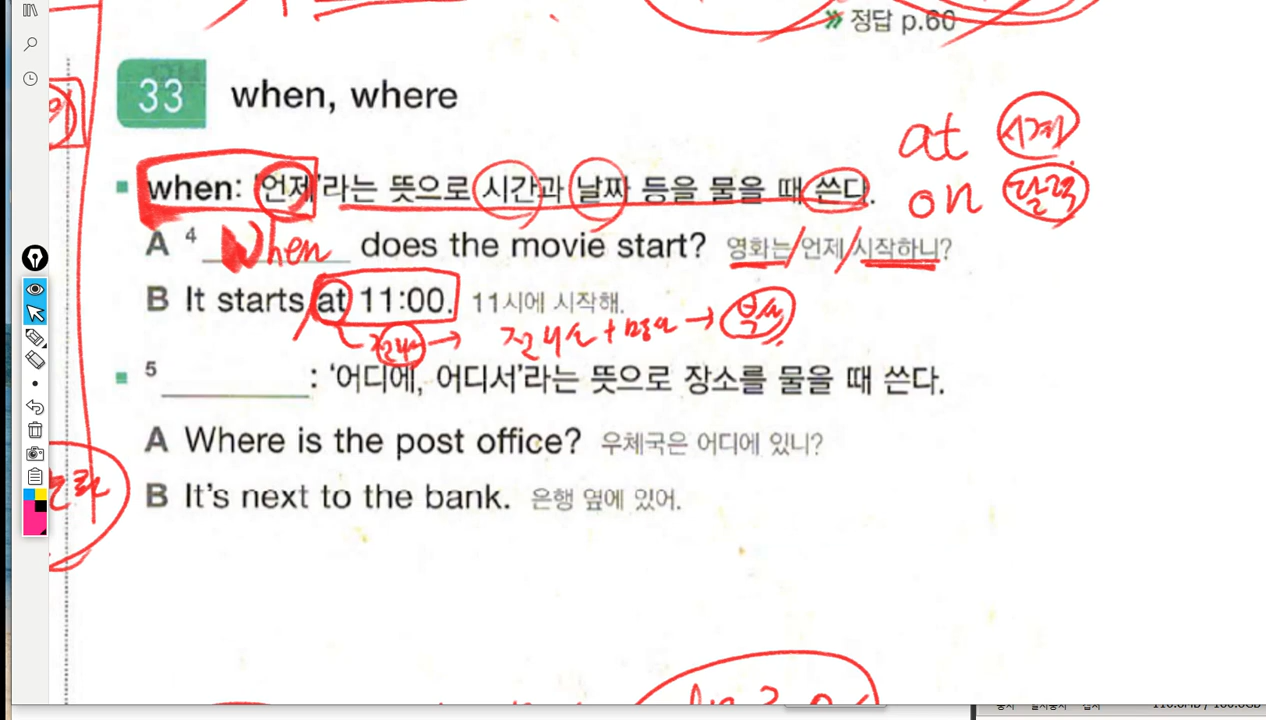 정답 p.60
33 when, where
at 시계
when: '언제'라는 뜻으로 시간과 날짜 등을 물을 때 쓴다.
on 달력
A 4 When does the movie start? 영화는/언제/시작하니?
B It starts at 11:00. 11시에 시작해.
전치사 → 전치사 + 명사 → 부사
5 ________ : '어디에, 어디서'라는 뜻으로 장소를 물을 때 쓴다.
A Where is the post office? 우체국은 어디에 있니?
B It's next to the bank. 은행 옆에 있어.